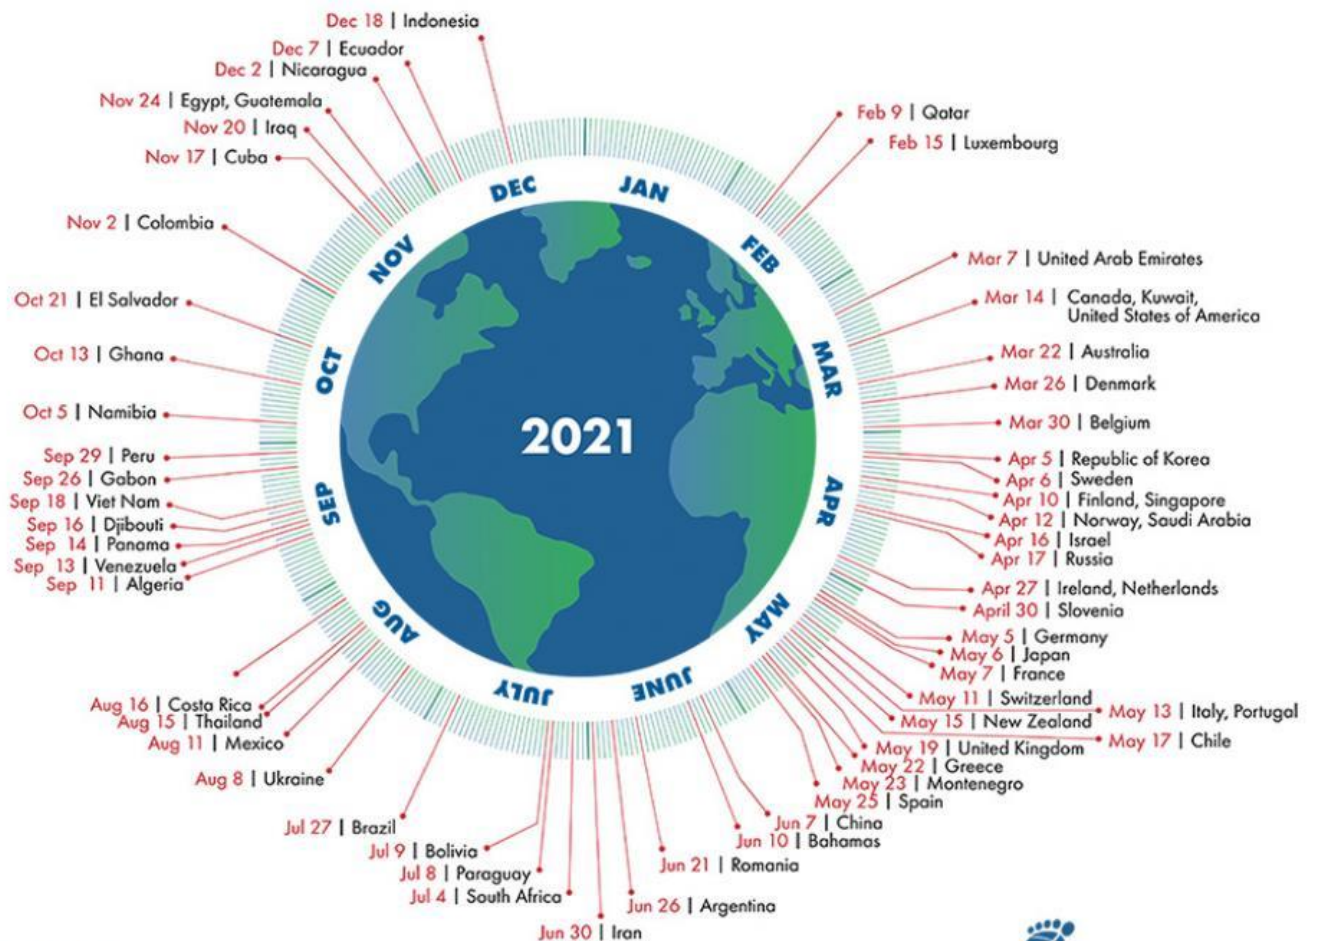 Dec 18 | Indonesia
Dec 7 | Ecuador
Dec 2 | Nicaragua
Nov 24 | Egypt, Guatemala
Nov 20 | Iraq
Nov 17 | Cuba
Nov 2 | Colombia
Oct 21 | El Salvador
Oct 13 | Ghana
Oct 5 | Namibia
Sep 29 | Peru
Sep 26 | Gabon
Sep 18 | Viet Nam
Sep 16 | Djibouti
Sep 14 | Panama
Sep 13 | Venezuela
Sep 11 | Algeria
Aug 16 | Costa Rica
Aug 15 | Thailand
Aug 11 | Mexico
Aug 8 | Ukraine
Jul 27 | Brazil
Jul 9 | Bolivia
Jul 8 | Paraguay
Jul 4 | South Africa
Jun 30 | Iran
Feb 9 | Qatar
Feb 15 | Luxembourg
Mar 7 | United Arab Emirates
Mar 14 | Canada, Kuwait,
United States of America
Mar 22 | Australia
Mar 26 | Denmark
Mar 30 | Belgium
Apr 5 | Republic of Korea
Apr 6 | Sweden
Apr 10 | Finland, Singapore
Apr 12 | Norway, Saudi Arabia
Apr 16 | Israel
Apr 17 | Russia
Apr 27 | Ireland, Netherlands
April 30 | Slovenia
May 5 | Germany
May 6 | Japan
May 7 | France
May 11 | Switzerland
May 13 | Italy, Portugal
May 15 | New Zealand
May 17 | Chile
May 19 | United Kingdom
May 22 | Greece
May 23 | Montenegro
May 25 | Spain
Jun 7 | China
Jun 10 | Bahamas
Jun 21 | Romania
Jun 26 | Argentina
JAN
FEB
MAR
APR
MAY
JUNE
JULY
AUG
SEP
OCT
NOV
DEC
2021